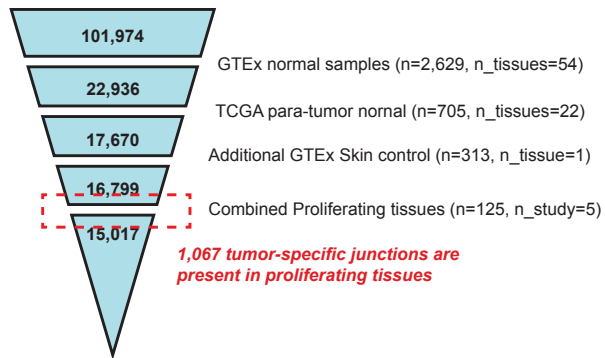 101,974
GTEx normal samples (n=2,629, n_tissues=54)
22,936
TCGA para-tumor nornal (n=705, n_tissues=22)
17,670
Additional GTEx Skin control (n=313, n_tissue=1)
16,799
Combined Proliferating tissues (n=125, n_study=5)
15,017
1,067 tumor-specific junctions are
present in proliferating tissues